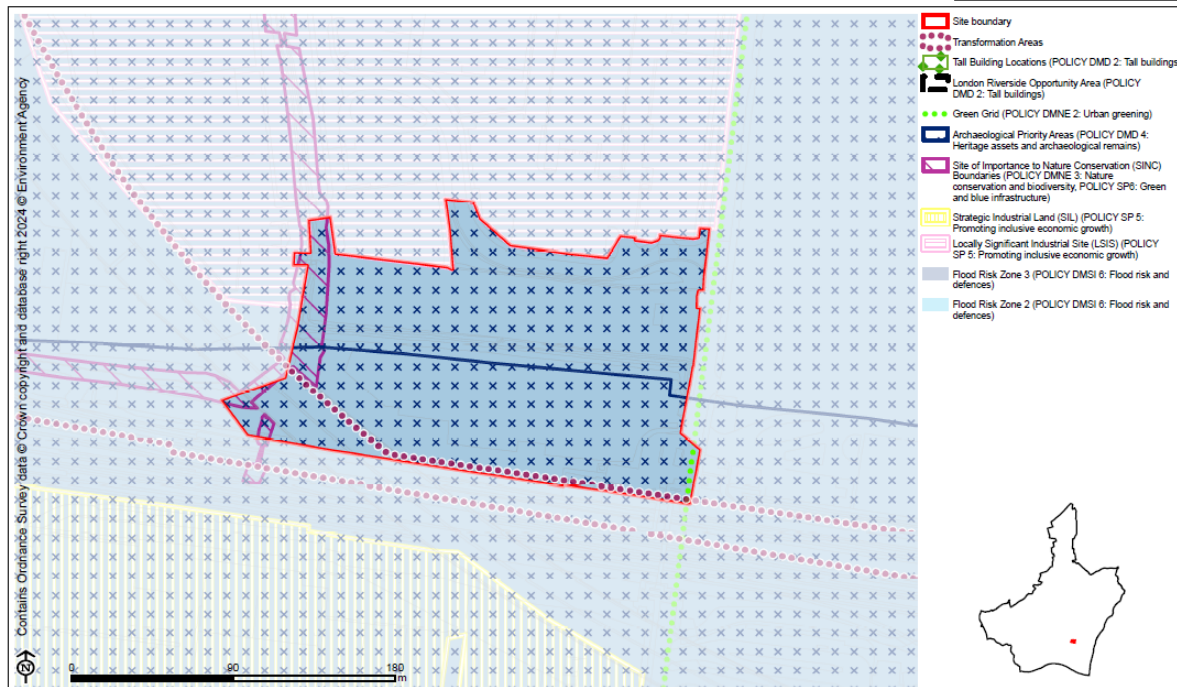 Contains Ordnance Survey data © Crown copyright and database right 2024 © Environment Agency
Site boundary
Transformation Areas
Tall Building Locations (POLICY DMD 2: Tall buildings
London Riverside Opportunity Area (POLICY
DMD 2: Tall buildings)
Green Grid (POLICY DMNE 2: Urban greening)
Archaeological Priority Areas (POLICY DMD 4:
Heritage assets and archaeological remains)
Site of Importance to Nature Conservation (SINC)
Boundaries (POLICY DMNE 3: Nature
conservation and biodiversity, POLICY SP6: Green
and blue infrastructure)
Strategic Industrial Land (SIL) (POLICY SP 5:
Promoting inclusive economic growth)
Locally Significant Industrial Site (LSIS) (POLICY
SP 5: Promoting inclusive economic growth)
Flood Risk Zone 3 (POLICY DMSI 6: Flood risk and
defences)
Flood Risk Zone 2 (POLICY DMSI 6: Flood risk and
defences)
N
0 90 180
m